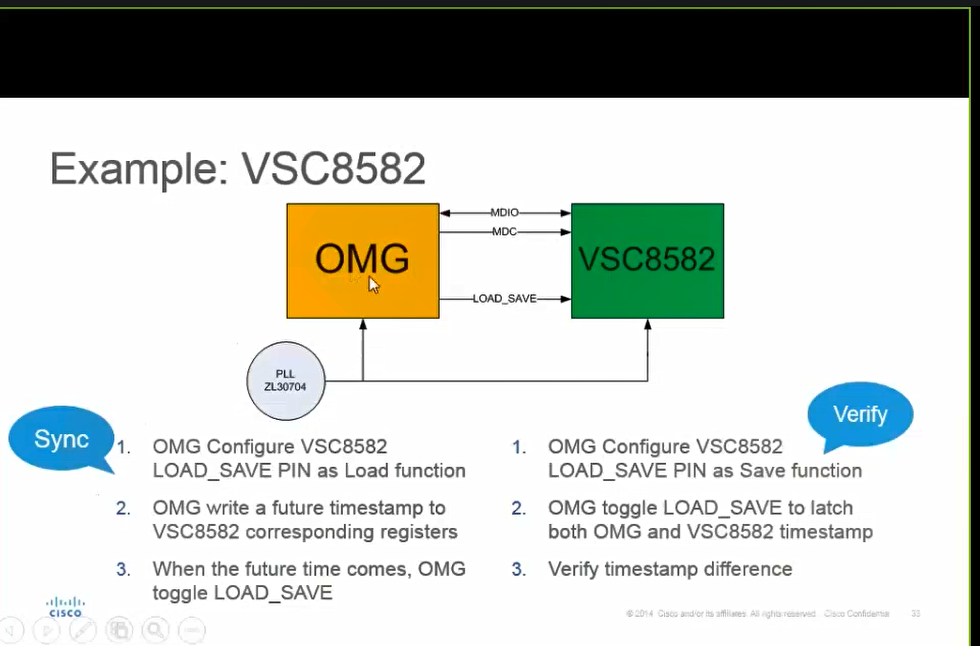 Example: VSC8582
MDIO
MDC
OMG
VSC8582
LOAD_SAVE
PLL
ZL30704
Sync
1. OMG Configure VSC8582
LOAD_SAVE PIN as Load function
2. OMG write a future timestamp to
VSC8582 corresponding registers
3. When the future time comes, OMG
toggle LOAD_SAVE
Verify
1. OMG Configure VSC8582
LOAD_SAVE PIN as Save function
2. OMG toggle LOAD_SAVE to latch
both OMG and VSC8582 timestamp
3. Verify timestamp difference
CISCO
© 2014 Cisco and/or its affiliates. All rights reserved. Cisco Confidential 33